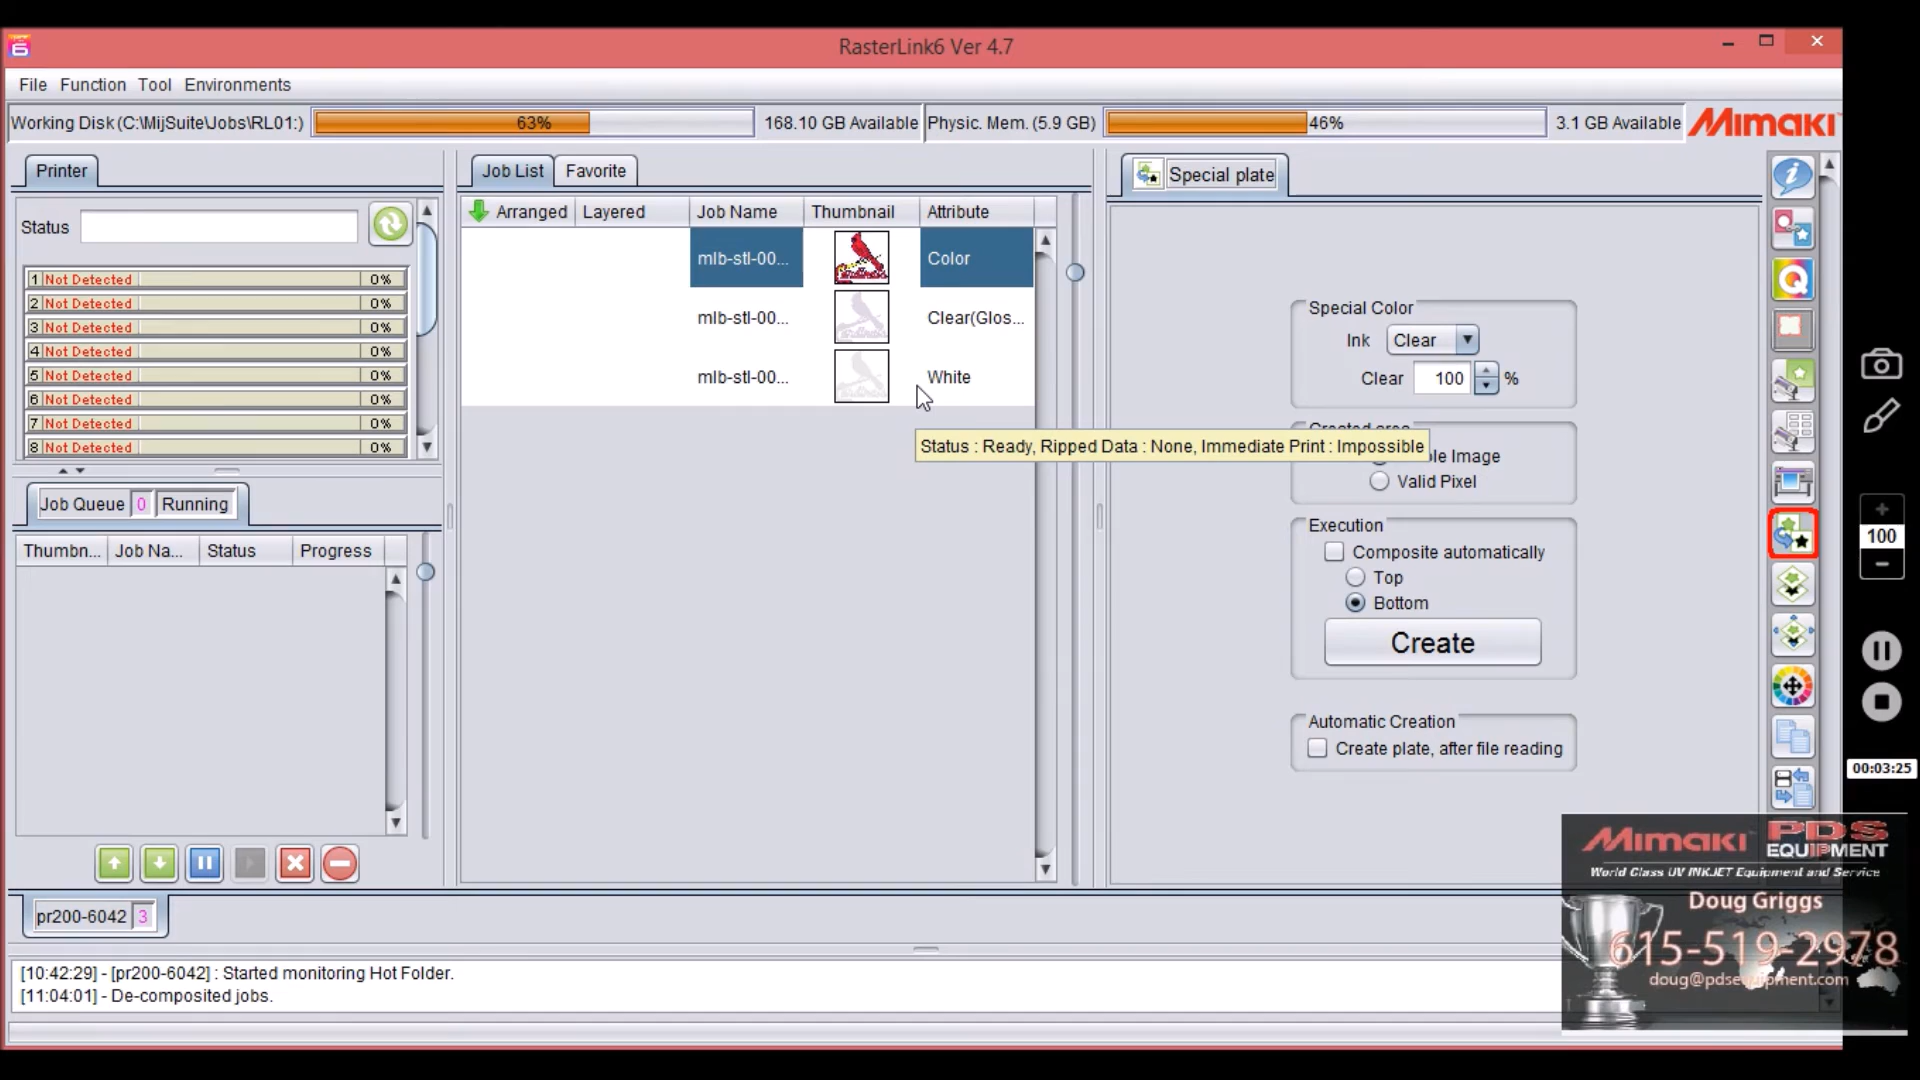 RasterLink6 Ver 4.7
File Function Tool Environments
Working Disk (C:\MijSuite\Jobs\RL01:) 63% 168.10 GB Available Physic. Mem. (5.9 GB) 46% 3.1 GB Available Mimaki
Printer
Status
1 Not Detected 0%
2 Not Detected 0%
3 Not Detected 0%
4 Not Detected 0%
5 Not Detected 0%
6 Not Detected 0%
7 Not Detected 0%
8 Not Detected 0%
Job Queue 0 Running
Thumbn... Job Na... Status Progress
Job List Favorite
Arranged Layered Job Name Thumbnail Attribute
mlb-stl-00... Color
mlb-stl-00... Clear(Glos...
mlb-stl-00... White
Status : Ready, Ripped Data : None, Immediate Print : Impossible
Special plate
Special Color
Ink Clear
Clear 100 %
Image
Valid Pixel
Execution
Composite automatically
Top
Bottom
Create
Automatic Creation
Create plate, after file reading
100
00:03:25
pr200-6042 3
[10:42:29] - [pr200-6042] : Started monitoring Hot Folder.
[11:04:01] - De-composited jobs.
Mimaki PDS
EQUIPMENT
World Class UV INKJET Equipment and Service
Doug Griggs
615-519-2978
doug@pdsequipment.com